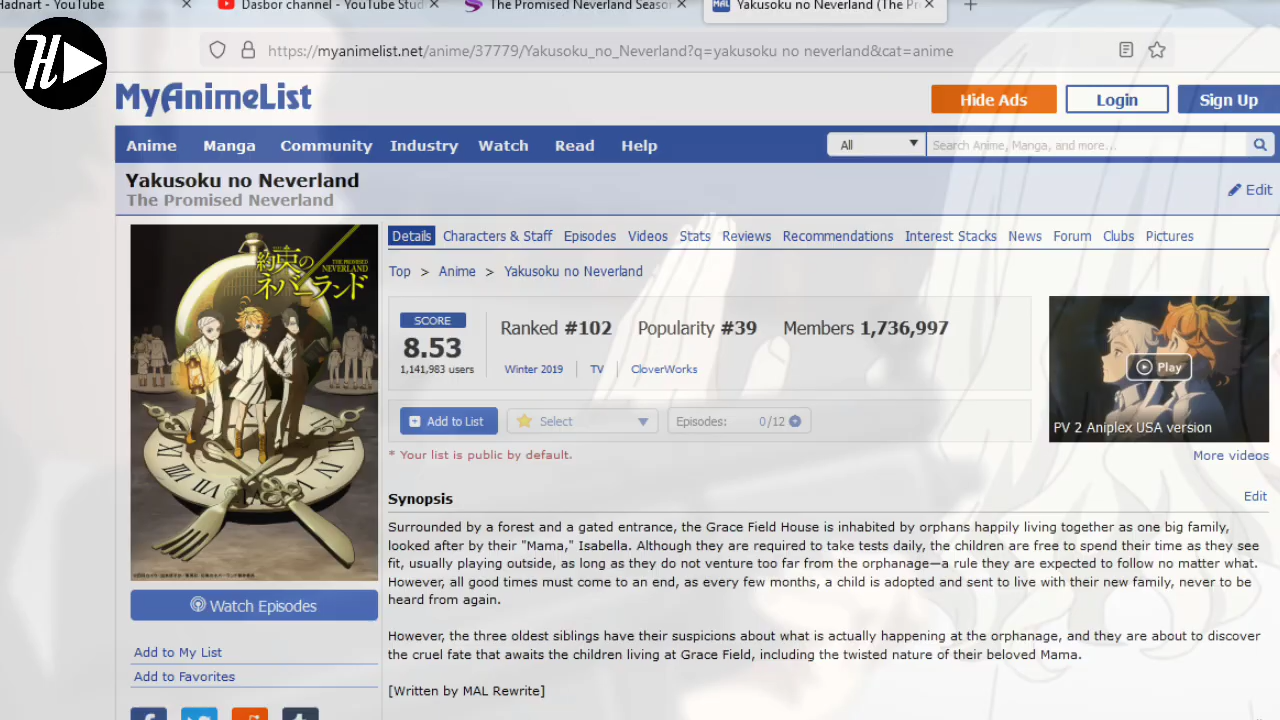 Hadnart - YouTube
Dasbor channel - YouTube Stud
The Promised Neverland Season
Yakusoku no Neverland (The Pr
https://myanimelist.net/anime/37779/Yakusoku_no_Neverland?q=yakusoku no neverland&cat=anime
MyAnimeList
Hide Ads
Login
Sign Up
Anime Manga Community Industry Watch Read Help
All
Search Anime, Manga, and more...
Yakusoku no Neverland
The Promised Neverland
Edit
約束の
ネバーランド
THE PROMISED
NEVERLAND
Details Characters & Staff Episodes Videos Stats Reviews Recommendations Interest Stacks News Forum Clubs Pictures
Top > Anime > Yakusoku no Neverland
SCORE
8.53
1,141,983 users
Ranked #102 Popularity #39 Members 1,736,997
Winter 2019 TV CloverWorks
Add to List
Select
Episodes: 0/12
* Your list is public by default.
Play
PV 2 Aniplex USA version
More videos
Synopsis
Edit
Surrounded by a forest and a gated entrance, the Grace Field House is inhabited by orphans happily living together as one big family,
looked after by their "Mama," Isabella. Although they are required to take tests daily, the children are free to spend their time as they see
fit, usually playing outside, as long as they do not venture too far from the orphanage—a rule they are expected to follow no matter what.
However, all good times must come to an end, as every few months, a child is adopted and sent to live with their new family, never to be
heard from again.
However, the three oldest siblings have their suspicions about what is actually happening at the orphanage, and they are about to discover
the cruel fate that awaits the children living at Grace Field, including the twisted nature of their beloved Mama.
[Written by MAL Rewrite]
Watch Episodes
Add to My List
Add to Favorites